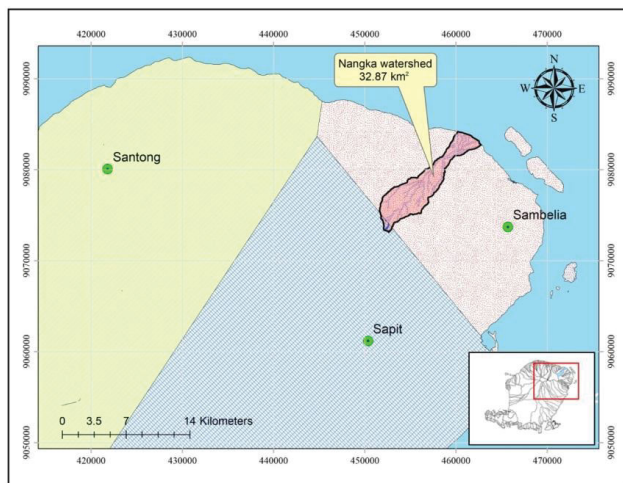 420000 430000 440000 450000 460000 470000
Nangka watershed
32.87 km²
N
W E
S
9090000 9090000
Santong
9080000 9080000
Sambelia
9070000 9070000
Sapit
9060000 9060000
0 3.5 7 14 Kilometers
9050000 9050000
420000 430000 440000 450000 460000 470000